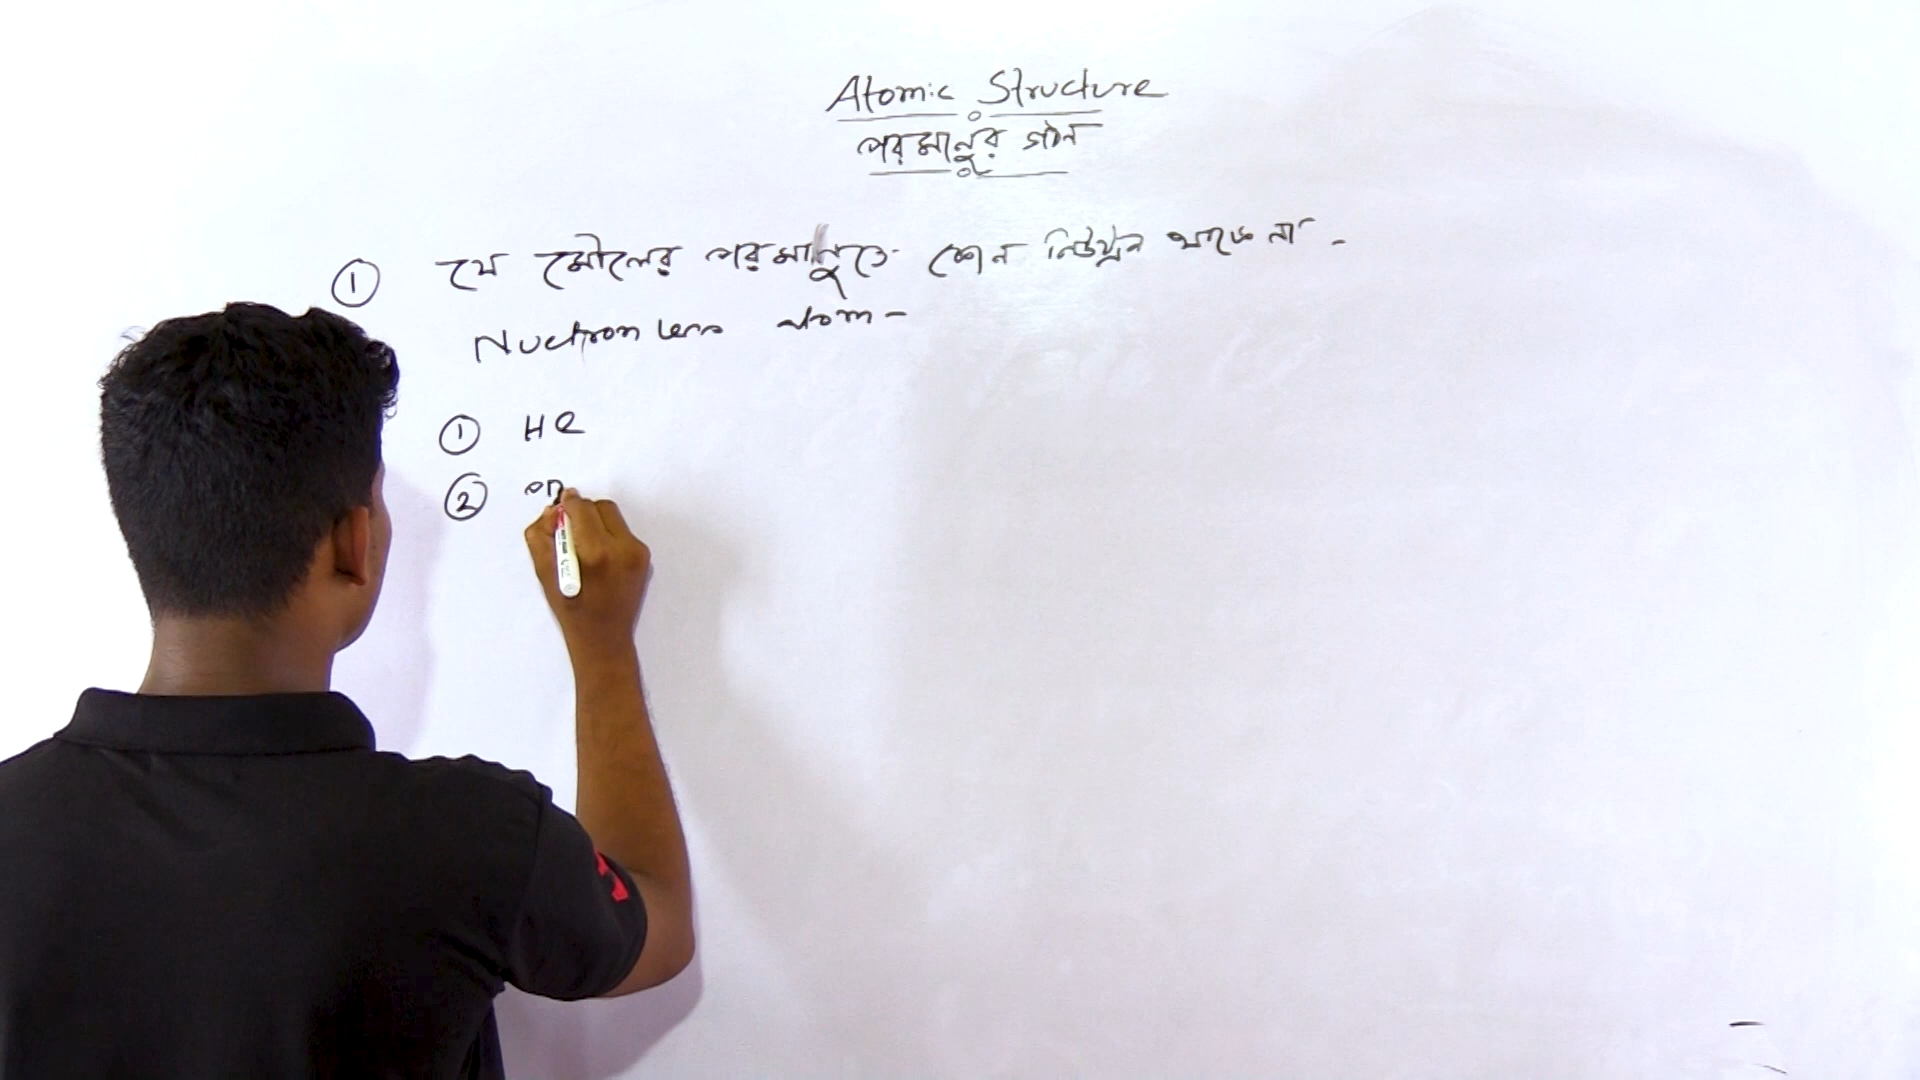 Atomic Structure
পরমানুর গঠন
① যে মৌলের পরমানুতে কোন নিউট্রন থাকে না -
Nuetron less atom -
① He
②